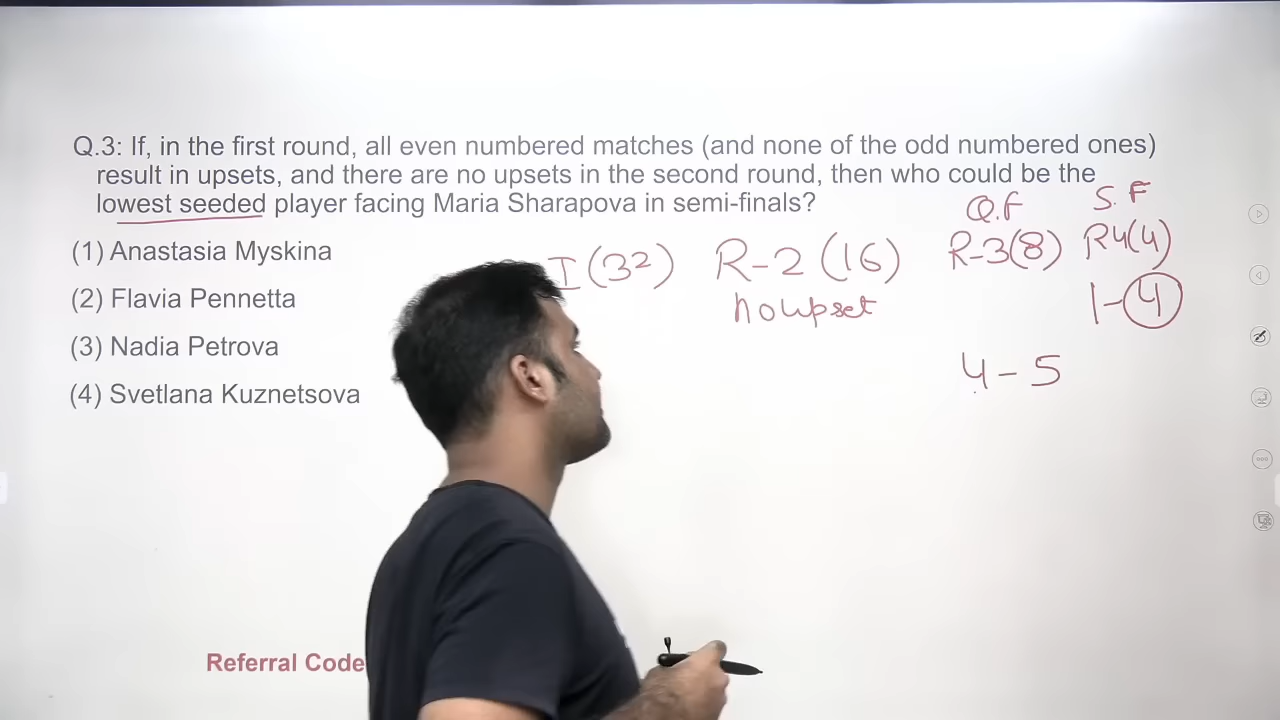 Q.3: If, in the first round, all even numbered matches (and none of the odd numbered ones)
result in upsets, and there are no upsets in the second round, then who could be the
lowest seeded player facing Maria Sharapova in semi-finals?
Q.F S.F
(1) Anastasia Myskina
I (32) R-2 (16) R-3(8) R4(4)
(2) Flavia Pennetta
no upset 1-4
(3) Nadia Petrova
4-5
(4) Svetlana Kuznetsova
Referral Code